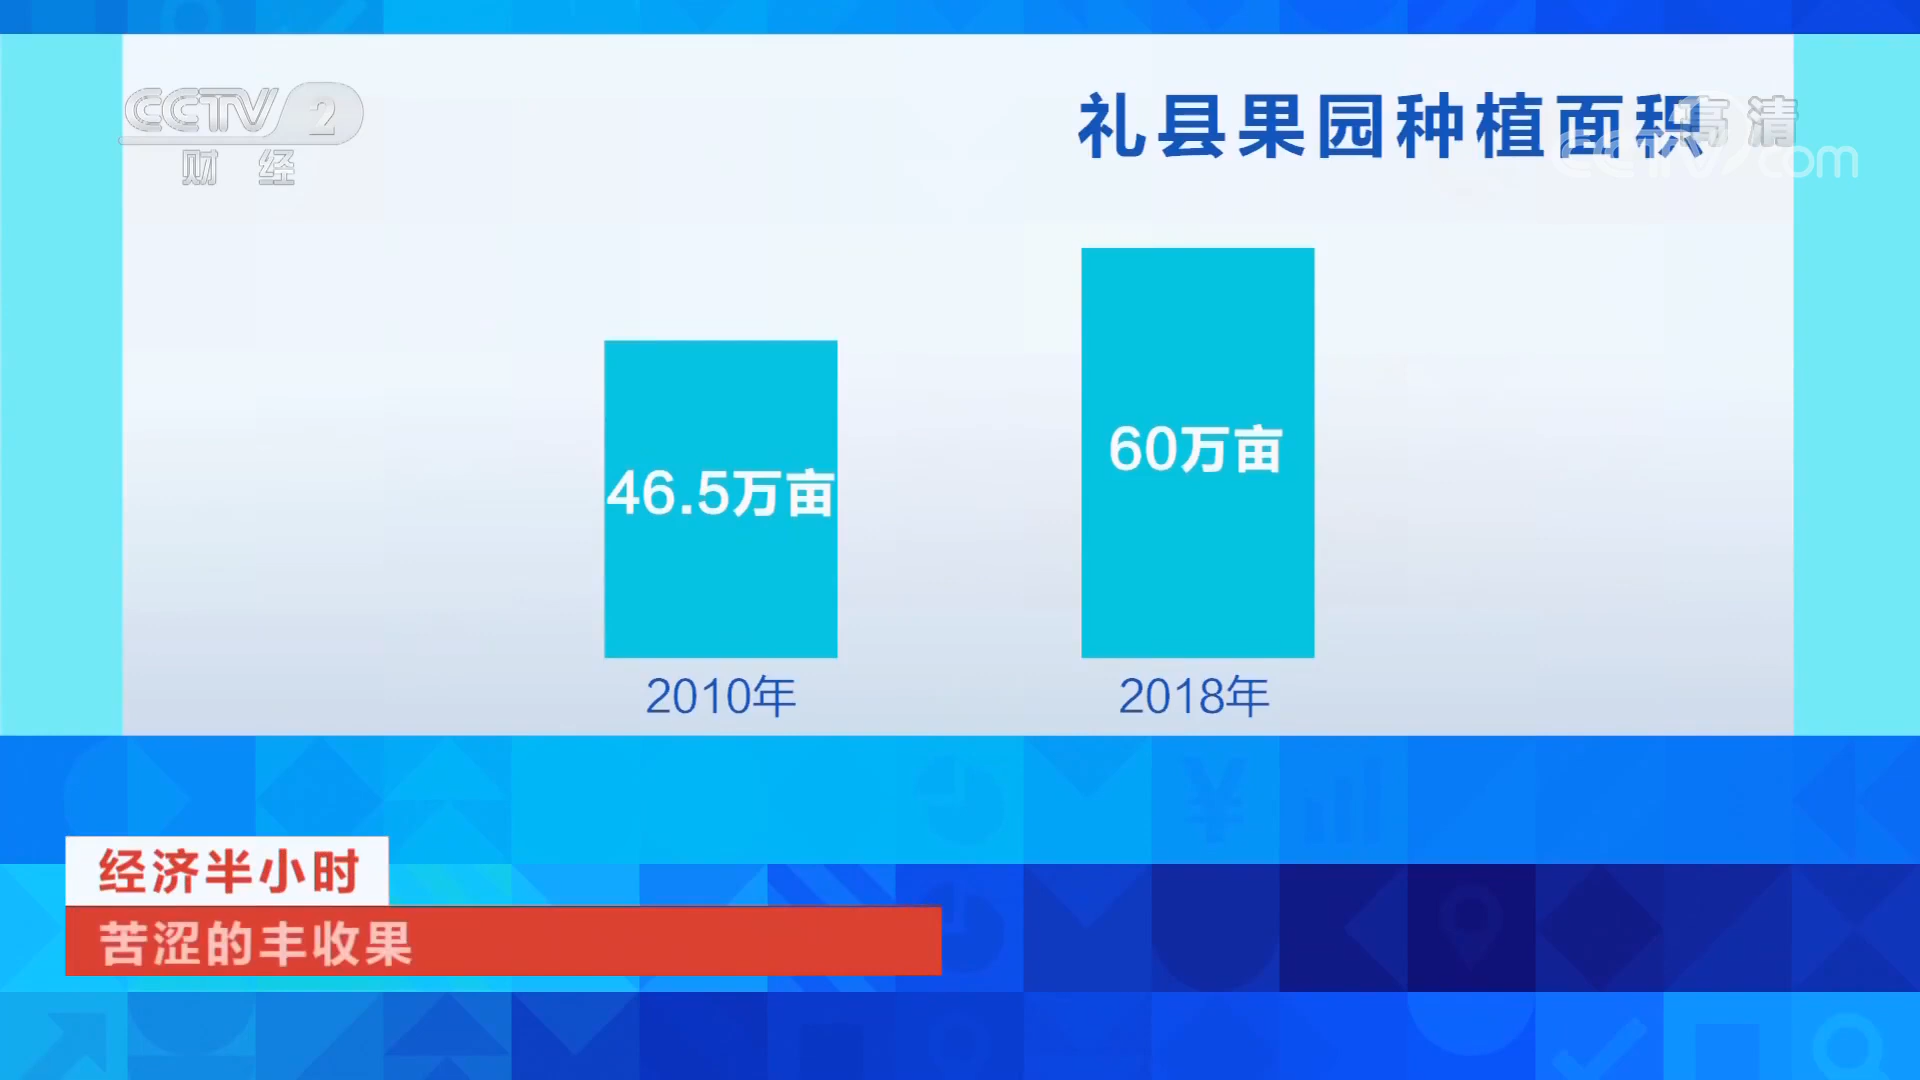 CCTV 2
财 经
礼县果园种植面积
高清
CCTV.com
46.5万亩
60万亩
2010年
2018年
经济半小时
苦涩的丰收果